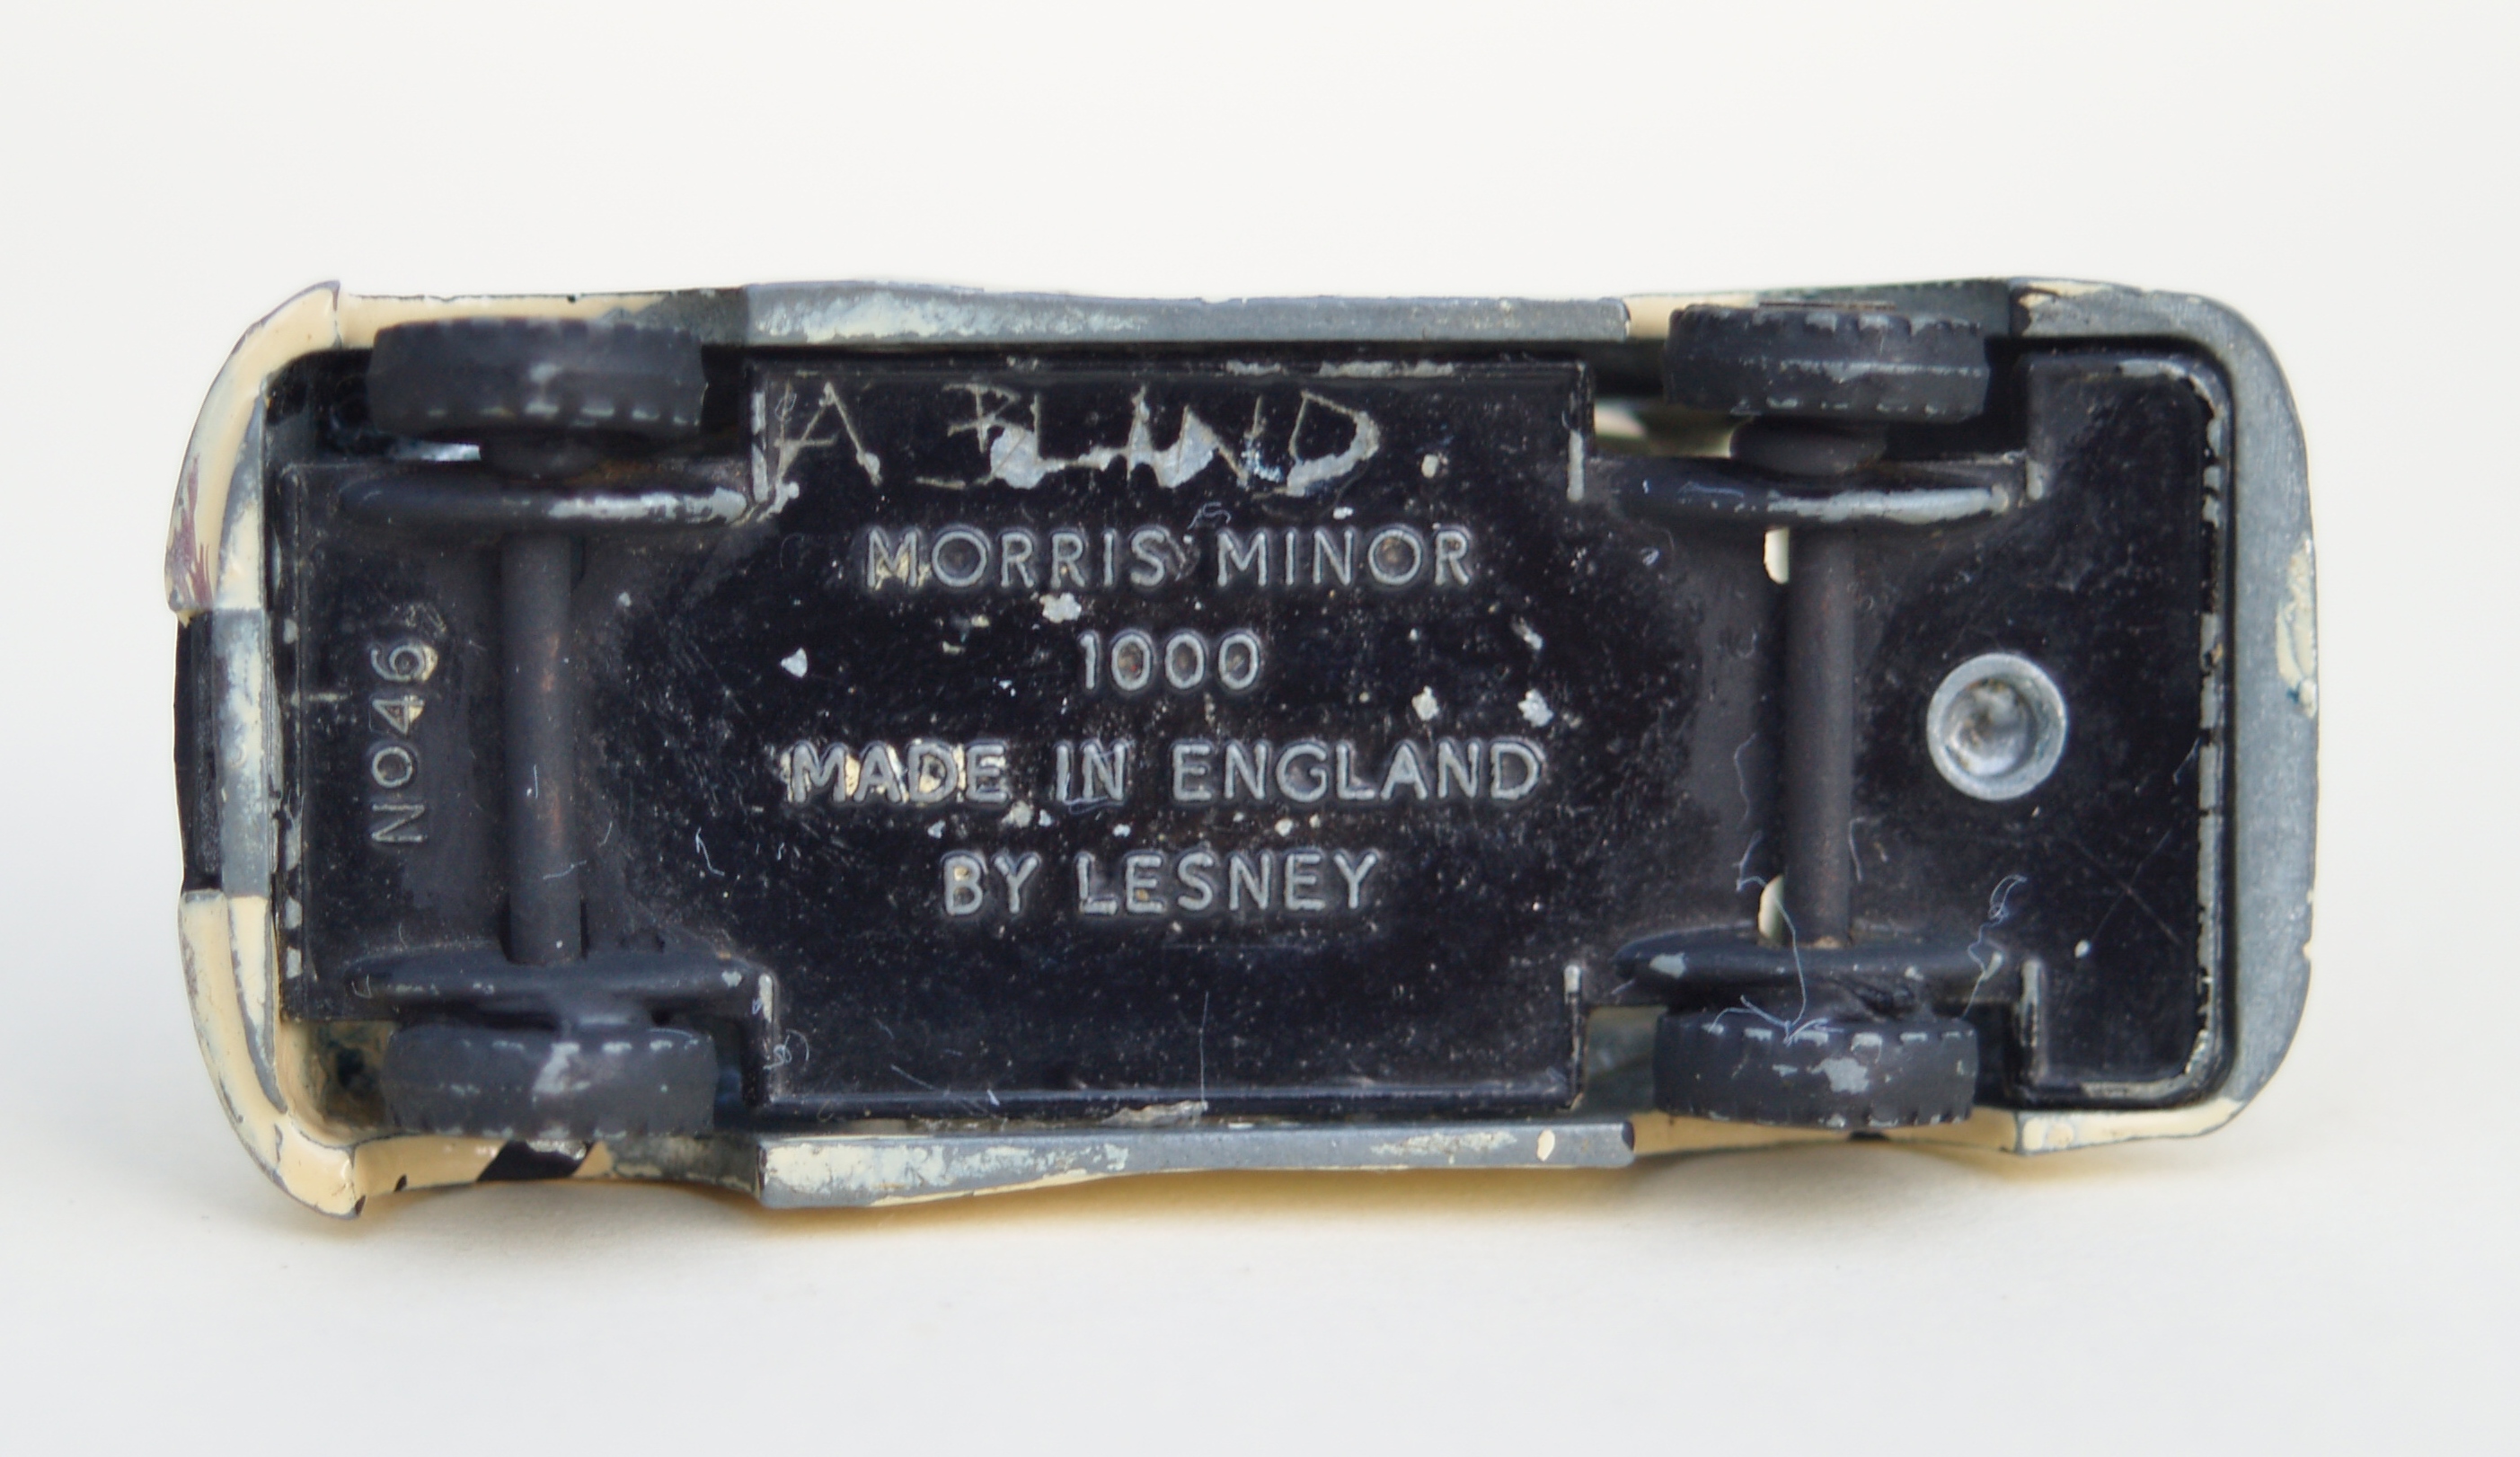 A BLAND
MORRIS MINOR
1000
MADE IN ENGLAND
BY LESNEY
NO46